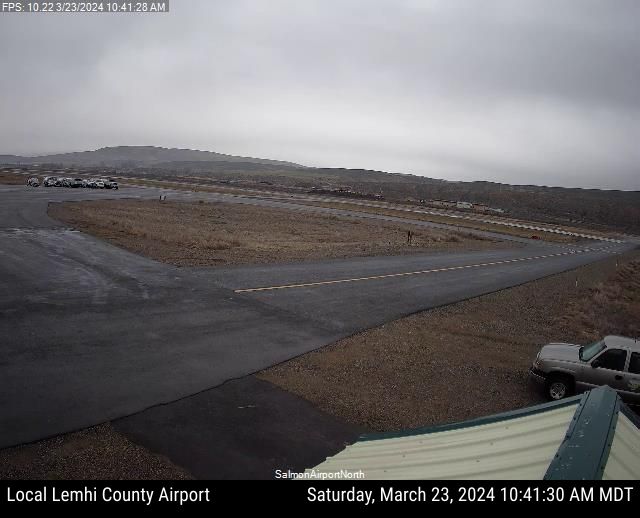 FPS: 10.22 3/23/2024 10:41:28 AM
SalmonAirportNorth
Local Lemhi County Airport Saturday, March 23, 2024 10:41:30 AM MDT